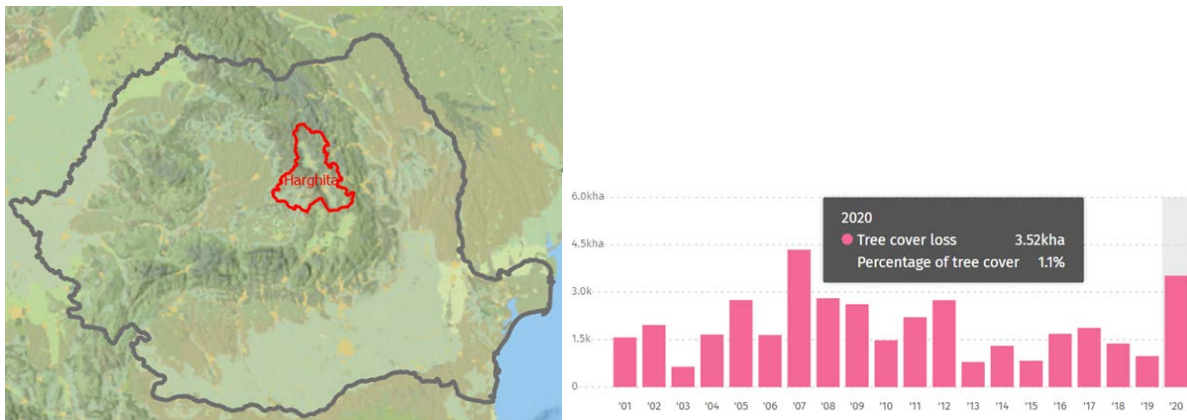 Harghita
6.0kha
2020
Tree cover loss 3.52kha
Percentage of tree cover 1.1%
4.5kha
3.0k
1.5k
0
'01 '02 '03 '04 '05 '06 '07 '08 '09 '10 '11 '12 '13 '14 '15 '16 '17 '18 '19 '20